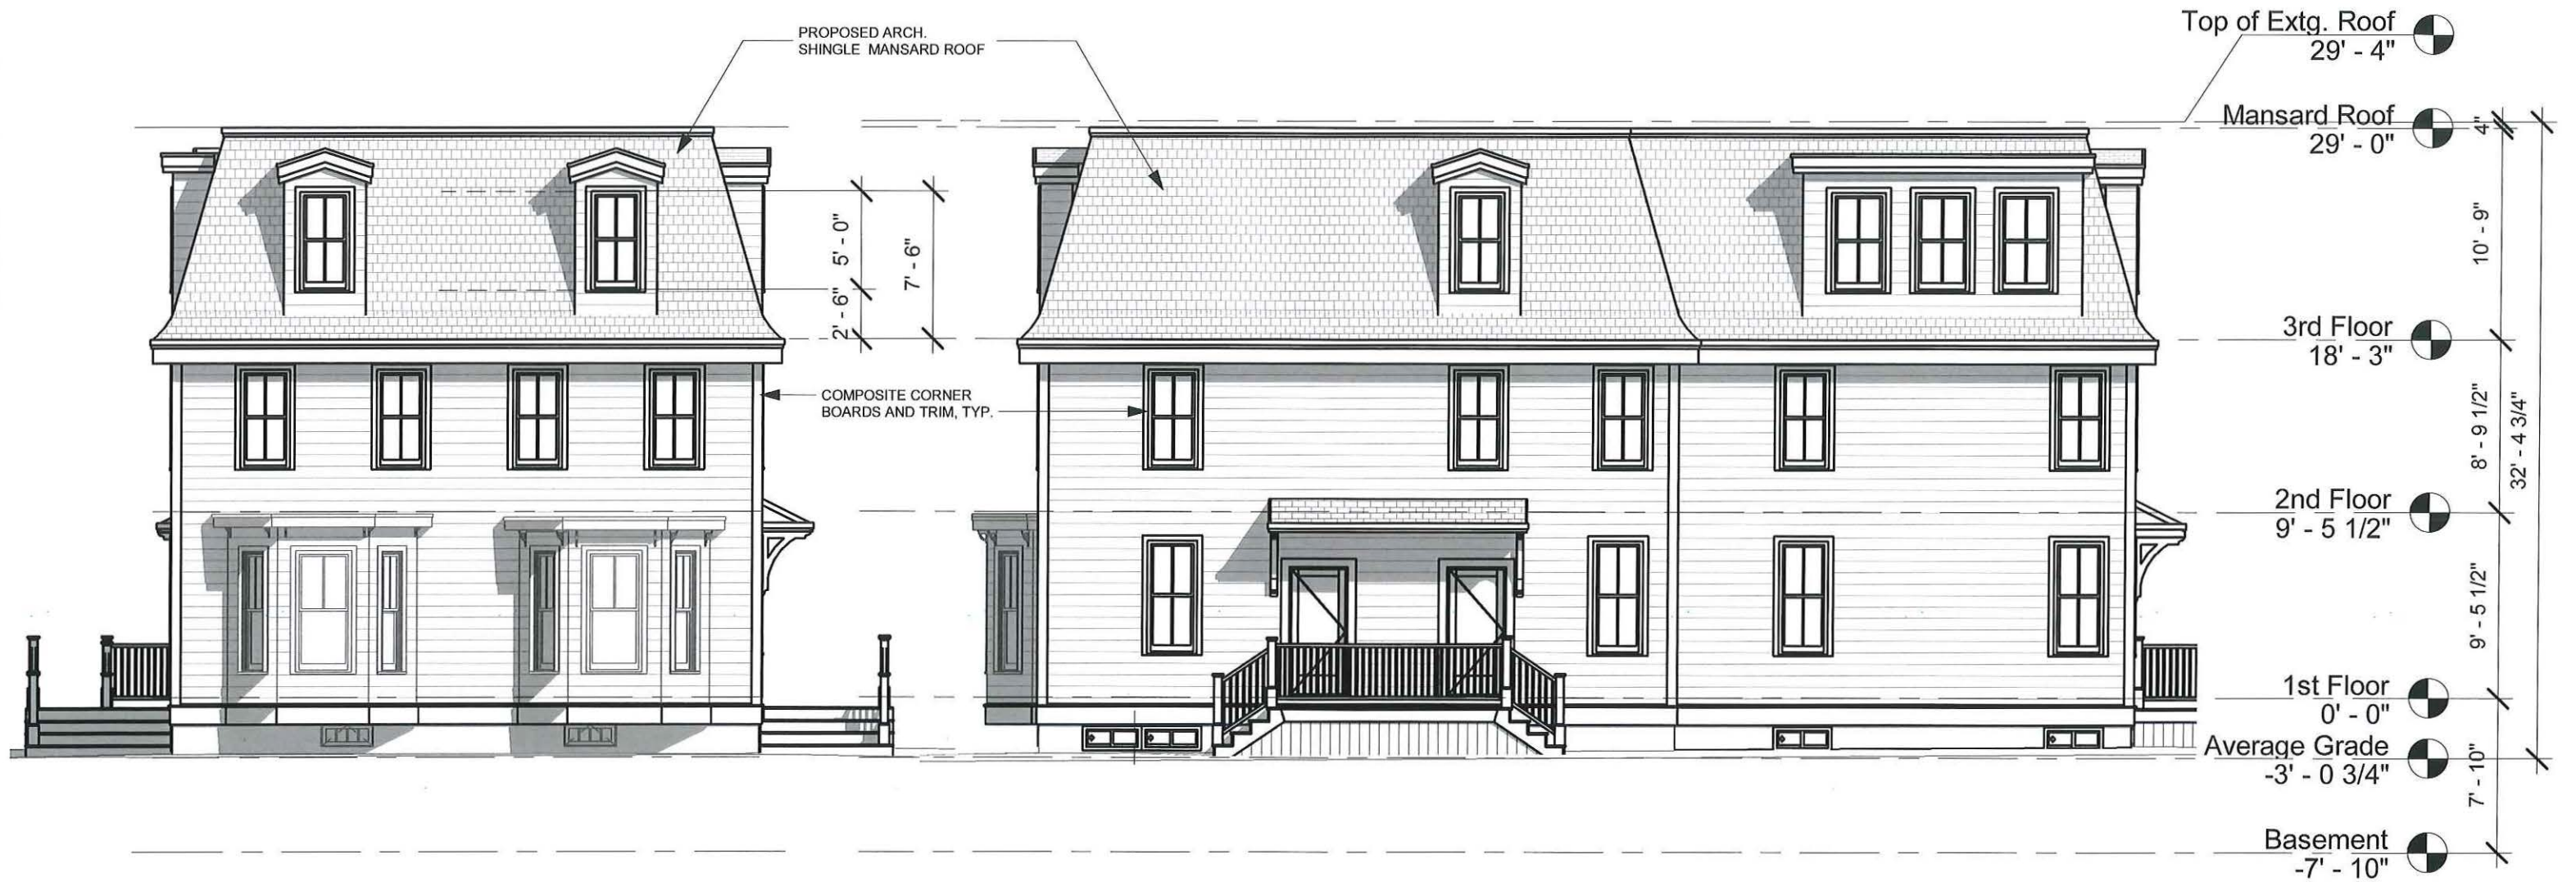 PROPOSED ARCH.
SHINGLE MANSARD ROOF
Top of Extg. Roof
29' - 4"
Mansard Roof
29' - 0"
4"
5' - 0"
7' - 6"
2' - 6"
10' - 9"
3rd Floor
18' - 3"
COMPOSITE CORNER
BOARDS AND TRIM, TYP.
8' - 9 1/2"
32' - 4 3/4"
2nd Floor
9' - 5 1/2"
9' - 5 1/2"
1st Floor
0' - 0"
Average Grade
-3' - 0 3/4"
7' - 10"
Basement
-7' - 10"